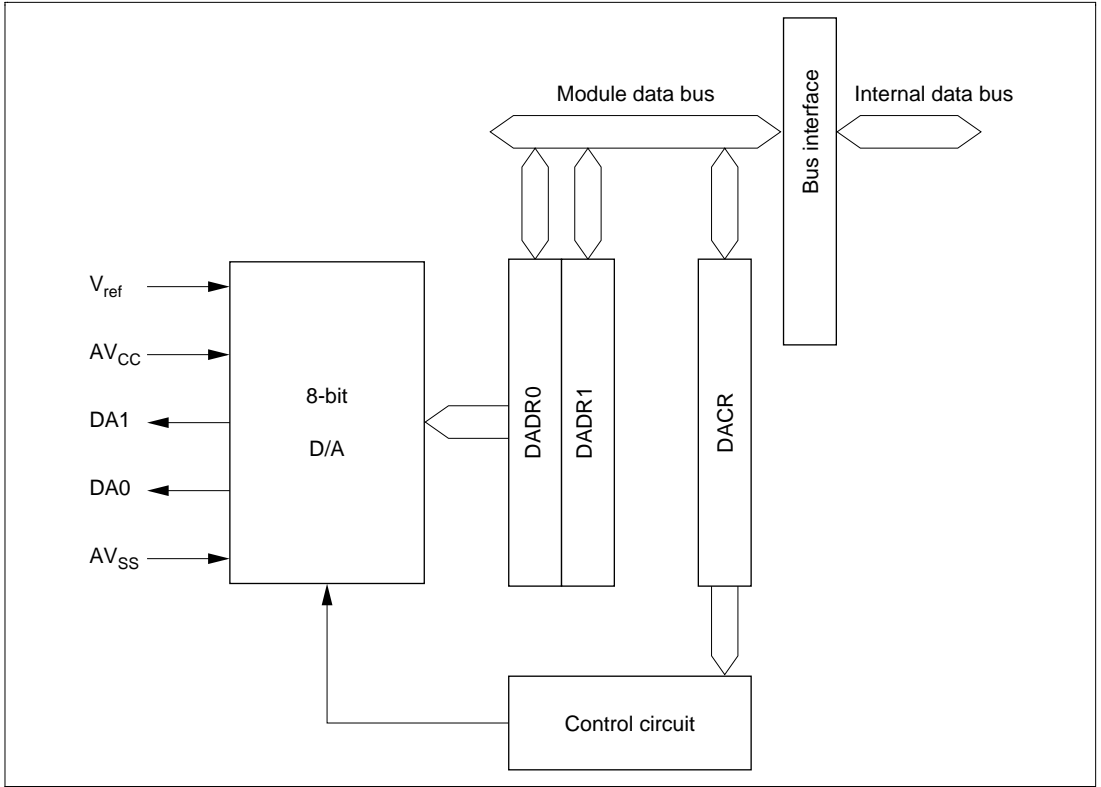 Module data bus
Internal data bus
Bus interface
V_ref
AV_CC
DA1
DA0
AV_SS
8-bit
D/A
DADR0
DADR1
DACR
Control circuit